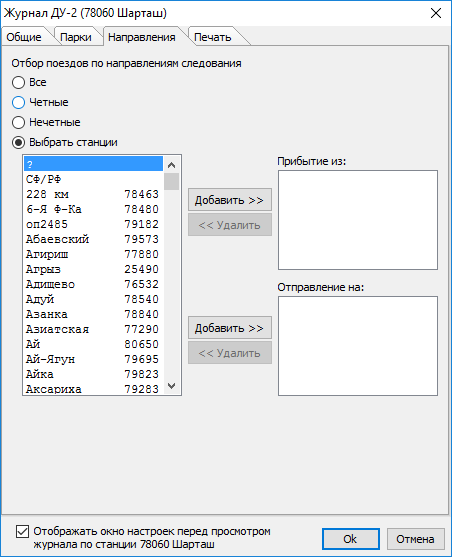 Журнал ДУ-2 (78060 Шарташ)
Общие Парки Направления Печать
Отбор поездов по направлениям следования
Все
Четные
Нечетные
Выбрать станции
?
СФ/РФ
228 км 78463
6-Я Ф-Ка 78480
оп2485 79182
Абаевский 79573
Агириш 77880
Агрыз 25490
Адищево 76532
Адуй 78540
Азанка 78840
Азиатская 77290
Ай 80650
Ай-Ягун 79695
Айка 79823
Аксариха 79283
Добавить >>
<< Удалить
Добавить >>
<< Удалить
Прибытие из:
Отправление на:
Отображать окно настроек перед просмотром
журнала по станции 78060 Шарташ
Ok
Отмена